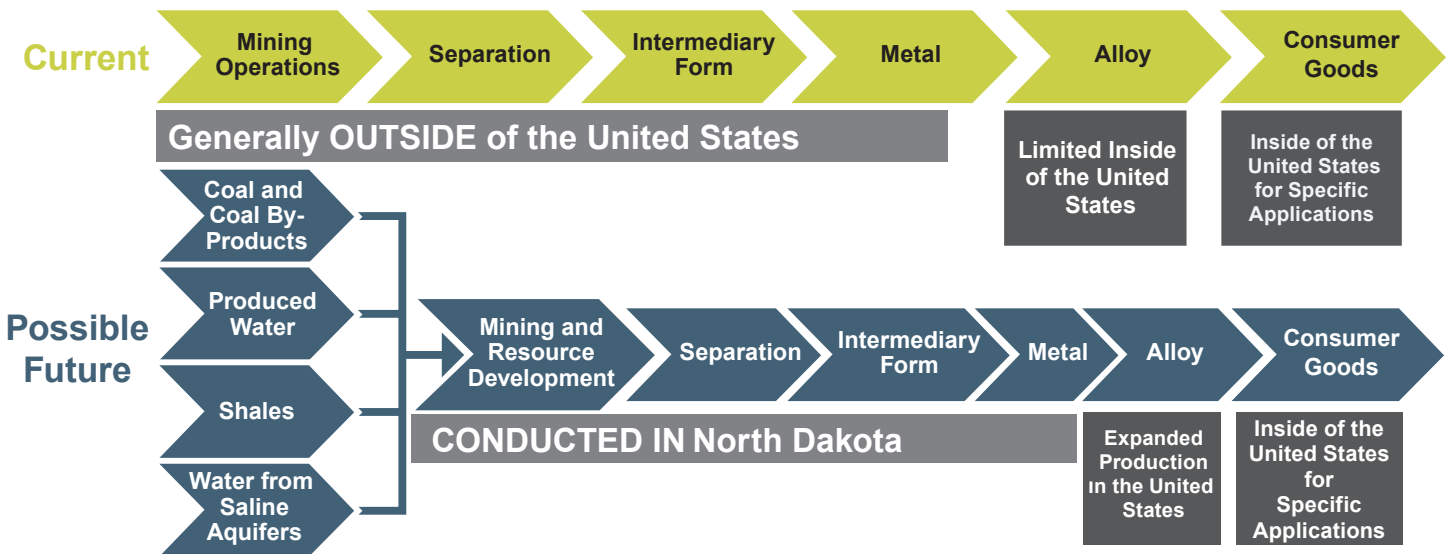 Current
Mining
Operations
Separation
Intermediary
Form
Metal
Alloy
Consumer
Goods
Generally OUTSIDE of the United States
Limited Inside
of the United
States
Inside of the
United States
for Specific
Applications
Possible
Future
Coal and
Coal By-
Products
Produced
Water
Shales
Water from
Saline
Aquifers
Mining and
Resource
Development
Separation
Intermediary
Form
Metal
Alloy
Consumer
Goods
CONDUCTED IN North Dakota
Expanded
Production
in the United
States
Inside of the
United States
for
Specific
Applications